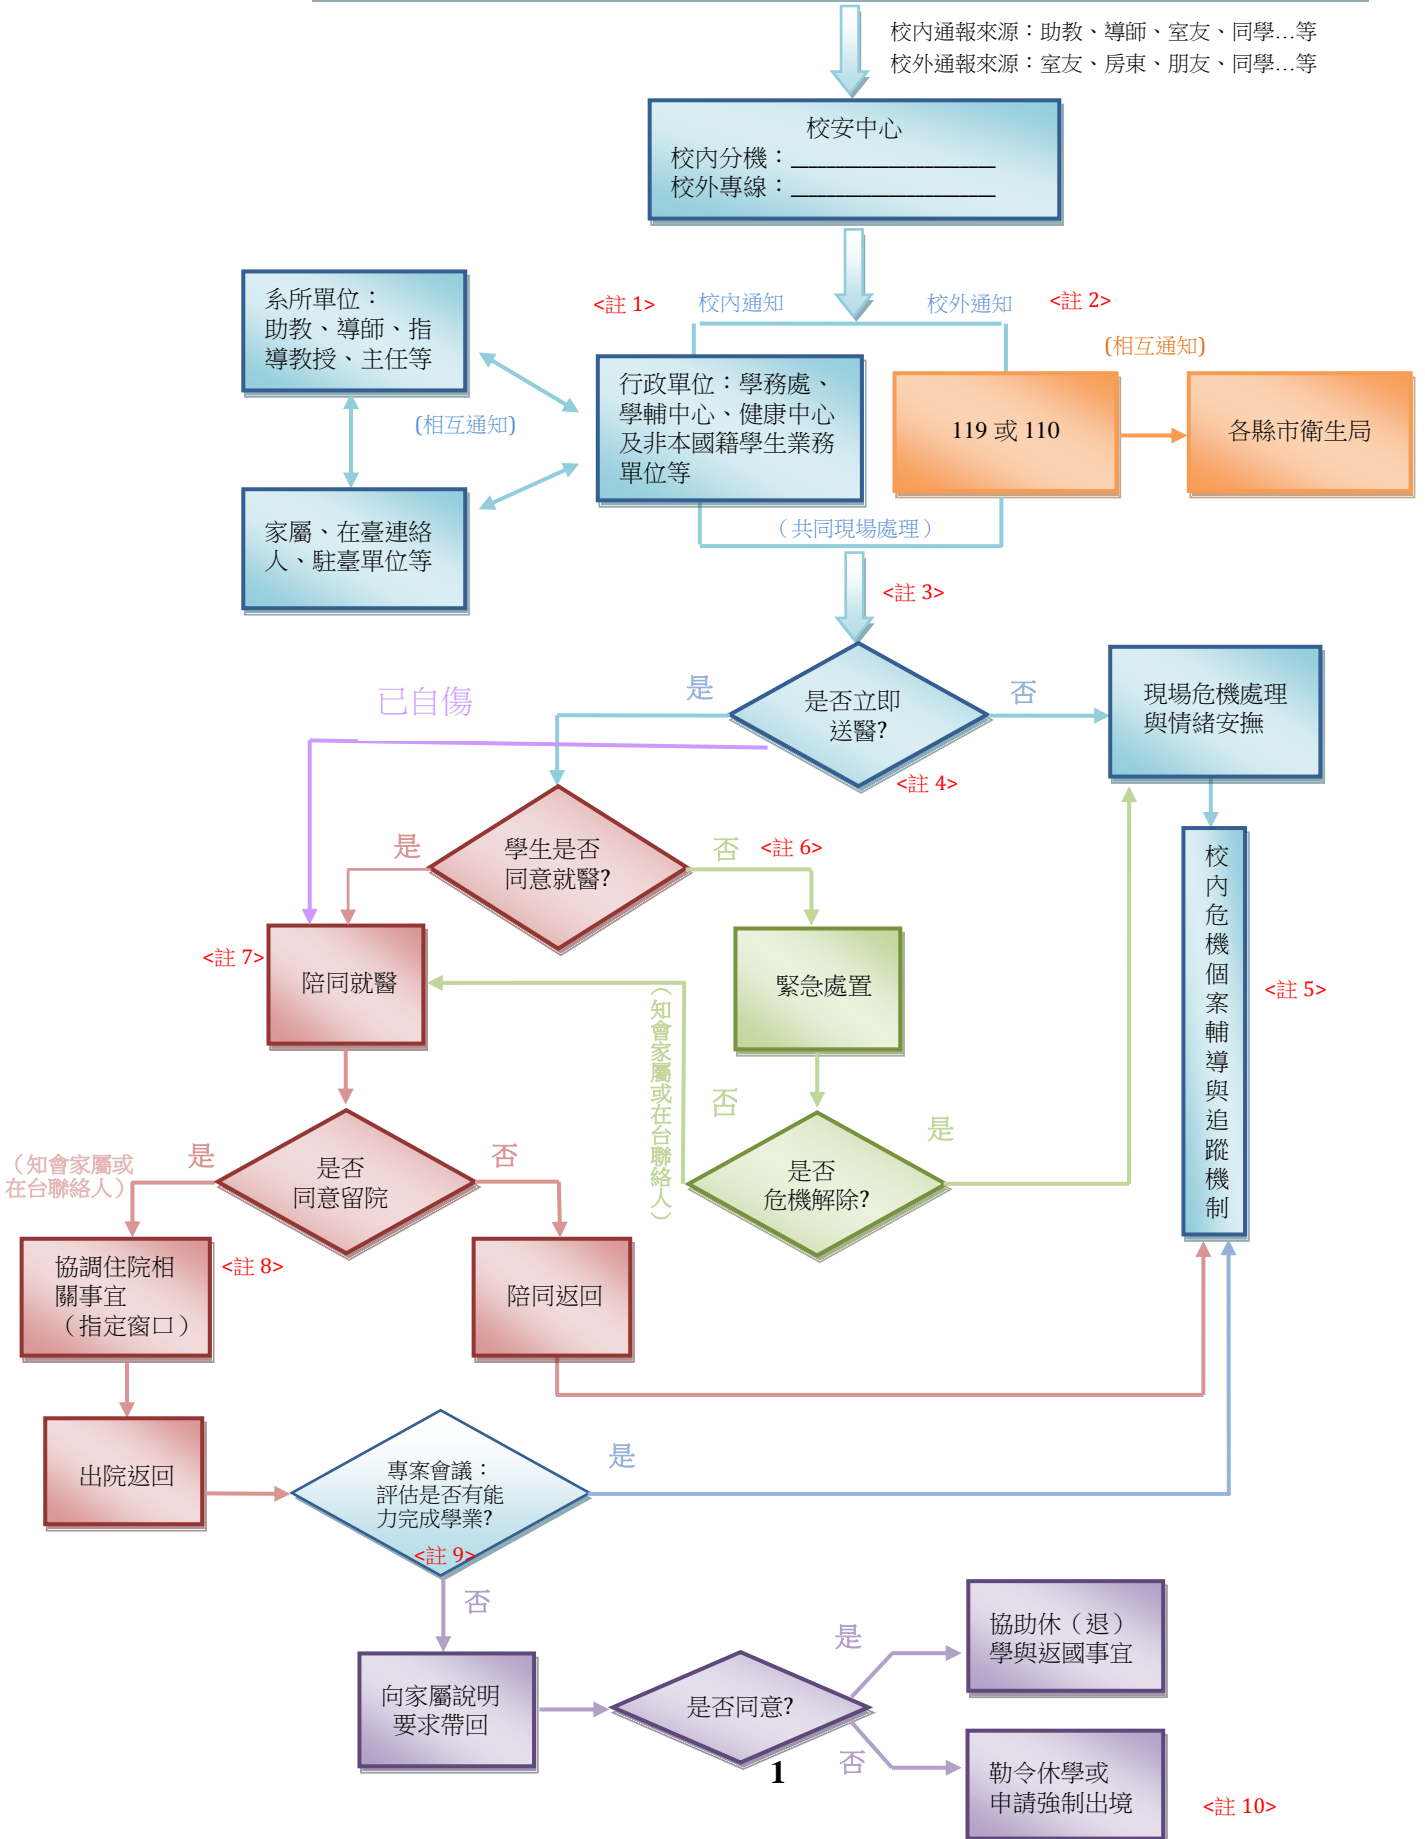 校內通報來源：助教、導師、室友、同學…等
校外通報來源：室友、房東、朋友、同學…等
校安中心
校內分機：
校外專線：
系所單位：
助教、導師、指
導教授、主任等
<註 1>
校內通知
校外通知
<註 2>
(相互通知)
行政單位：學務處、
學輔中心、健康中心
及非本國籍學生業務
單位等
119 或 110
各縣市衛生局
(相互通知)
家屬、在臺連絡
人、駐臺單位等
（共同現場處理）
<註 3>
已自傷
是
是否立即
送醫?
否
現場危機處理
與情緒安撫
<註 4>
是
學生是否
同意就醫?
否
<註 6>
校內危機個案輔導與追蹤機制
<註 5>
<註 7>
陪同就醫
（知會家屬或在台聯絡人）
緊急處置
否
是否
危機解除?
是
（知會家屬或
在台聯絡人）
是
是否
同意留院
否
協調住院相
關事宜
（指定窗口）
<註 8>
陪同返回
出院返回
專案會議：
評估是否有能
力完成學業?
<註 9>
是
否
向家屬說明
要求帶回
是否同意?
是
協助休（退）
學與返國事宜
否
勒令休學或
申請強制出境
<註 10>
1